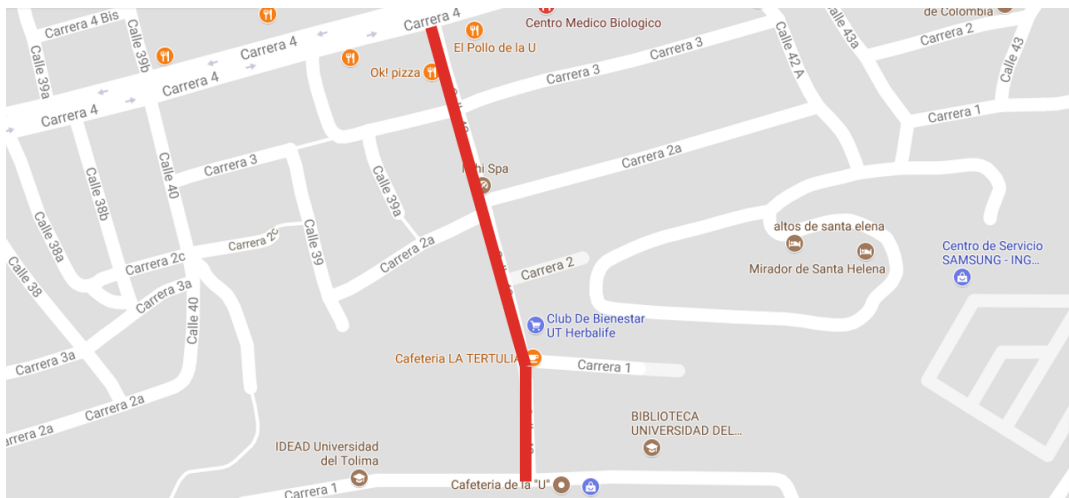 Carrera 4
Centro Medico Biologico
de Colombia
Carrera 4 Bis
Calle 39b
El Pollo de la U
Calle 43a
Carrera 2
Calle 43
Carrera 4
Carrera 3
Calle 42 A
Calle 39a
Ok! pizza
Carrera 4
Carrera 4
Carrera 1
Carrera 3
Carrera 2a
Calle 40
Calle 38b
Calle 39a
Spa
altos de santa elena
Calle 38a
Carrera 2c
Carrera 2c
Calle 39
Carrera 2a
Centro de Servicio
SAMSUNG - ING...
Carrera 2
Mirador de Santa Helena
Calle 38
Carrera 3a
Calle 40
Club De Bienestar
UT Herbalife
Carrera 3a
Cafeteria LA TERTULIA
Carrera 1
Carrera 2a
BIBLIOTECA
UNIVERSIDAD DEL...
arrera 2a
IDEAD Universidad
del Tolima
Cafeteria de la "U"
Carrera 1